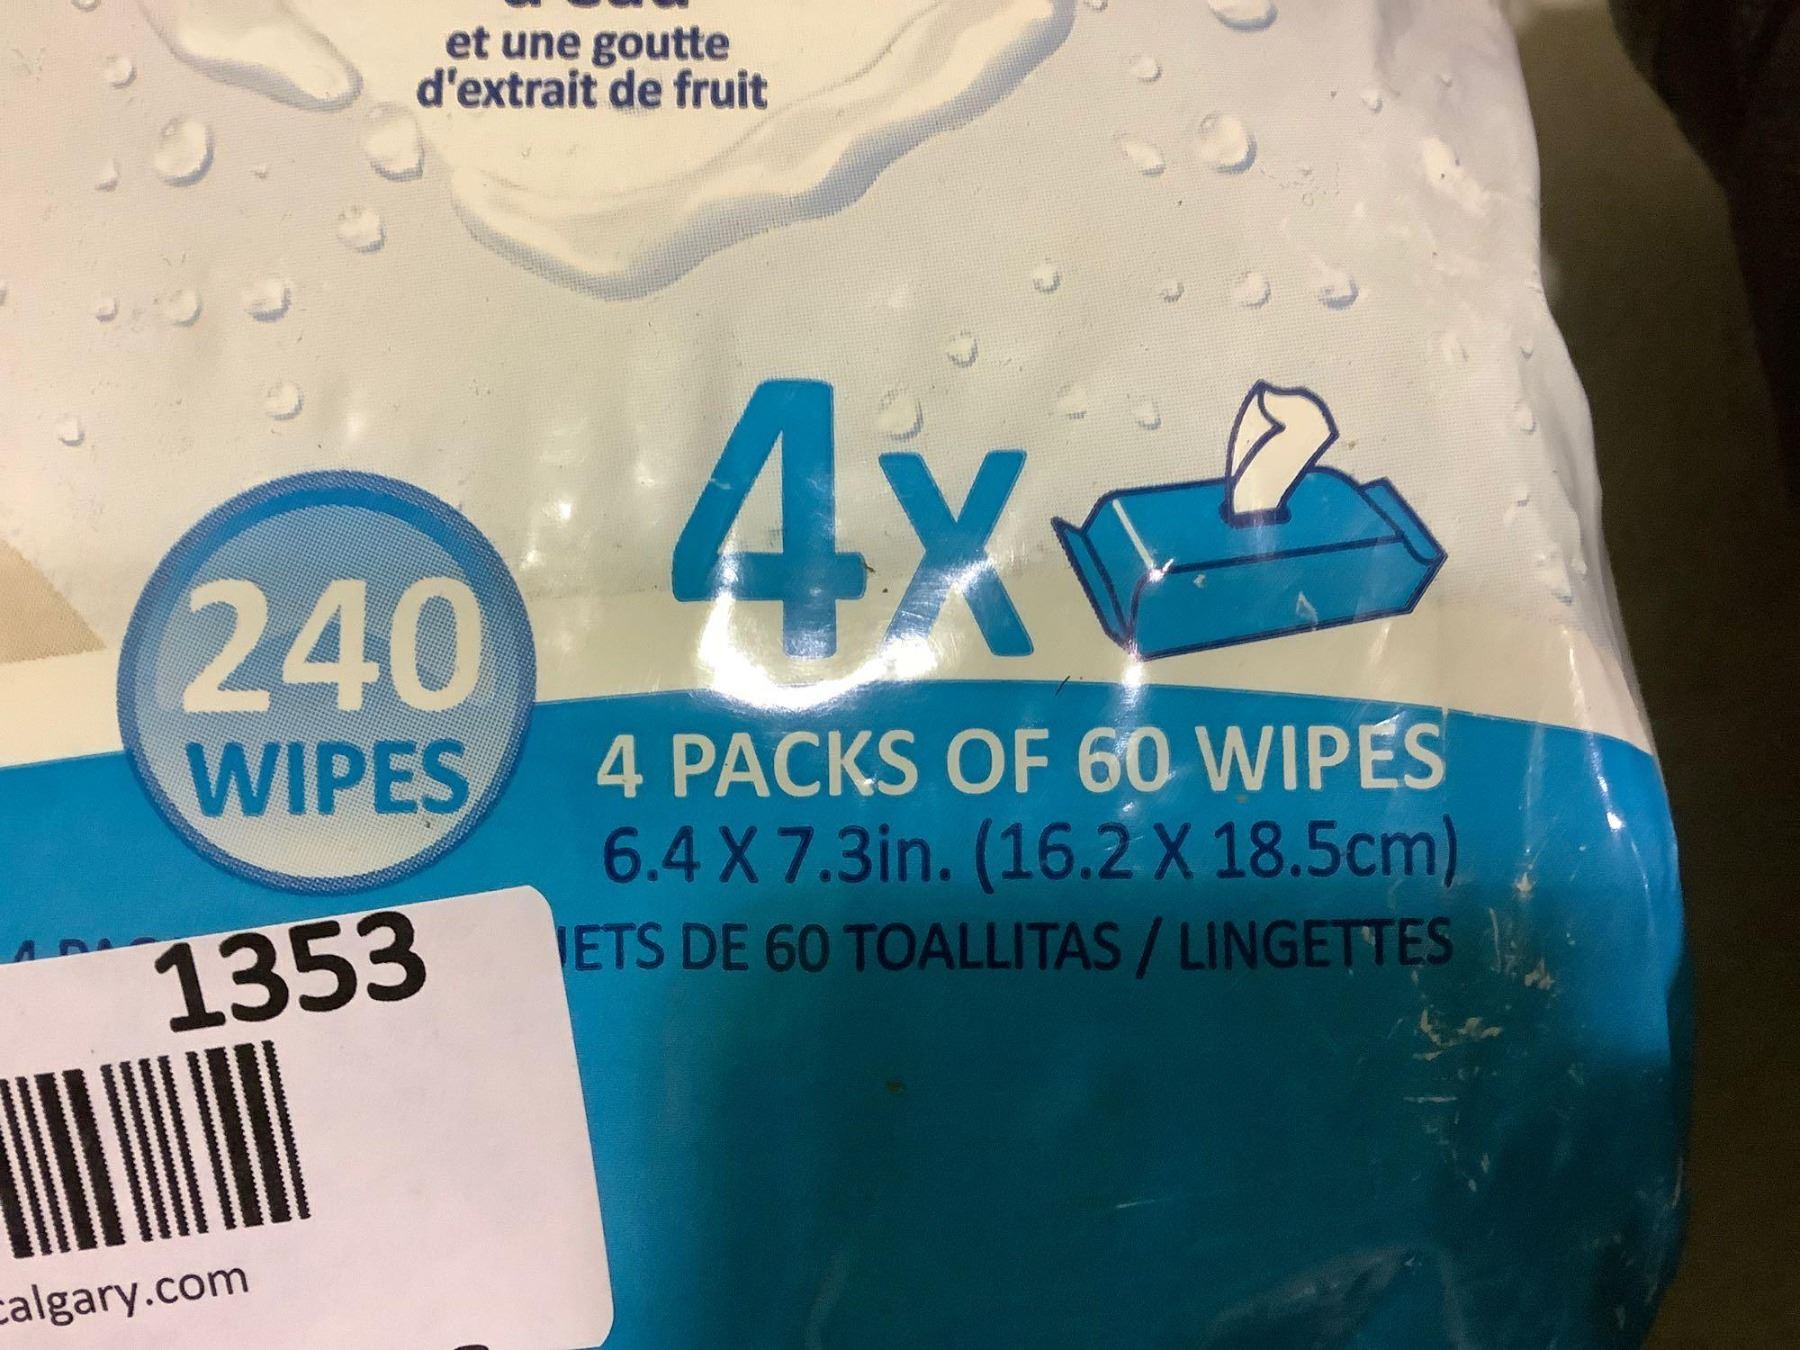 et une goutte
d'extrait de fruit
4x
240
WIPES
4 PACKS OF 60 WIPES
6.4 X 7.3in. (16.2 X 18.5cm)
DE 60 TOALLITAS / LINGETTES
1353
calgary.com